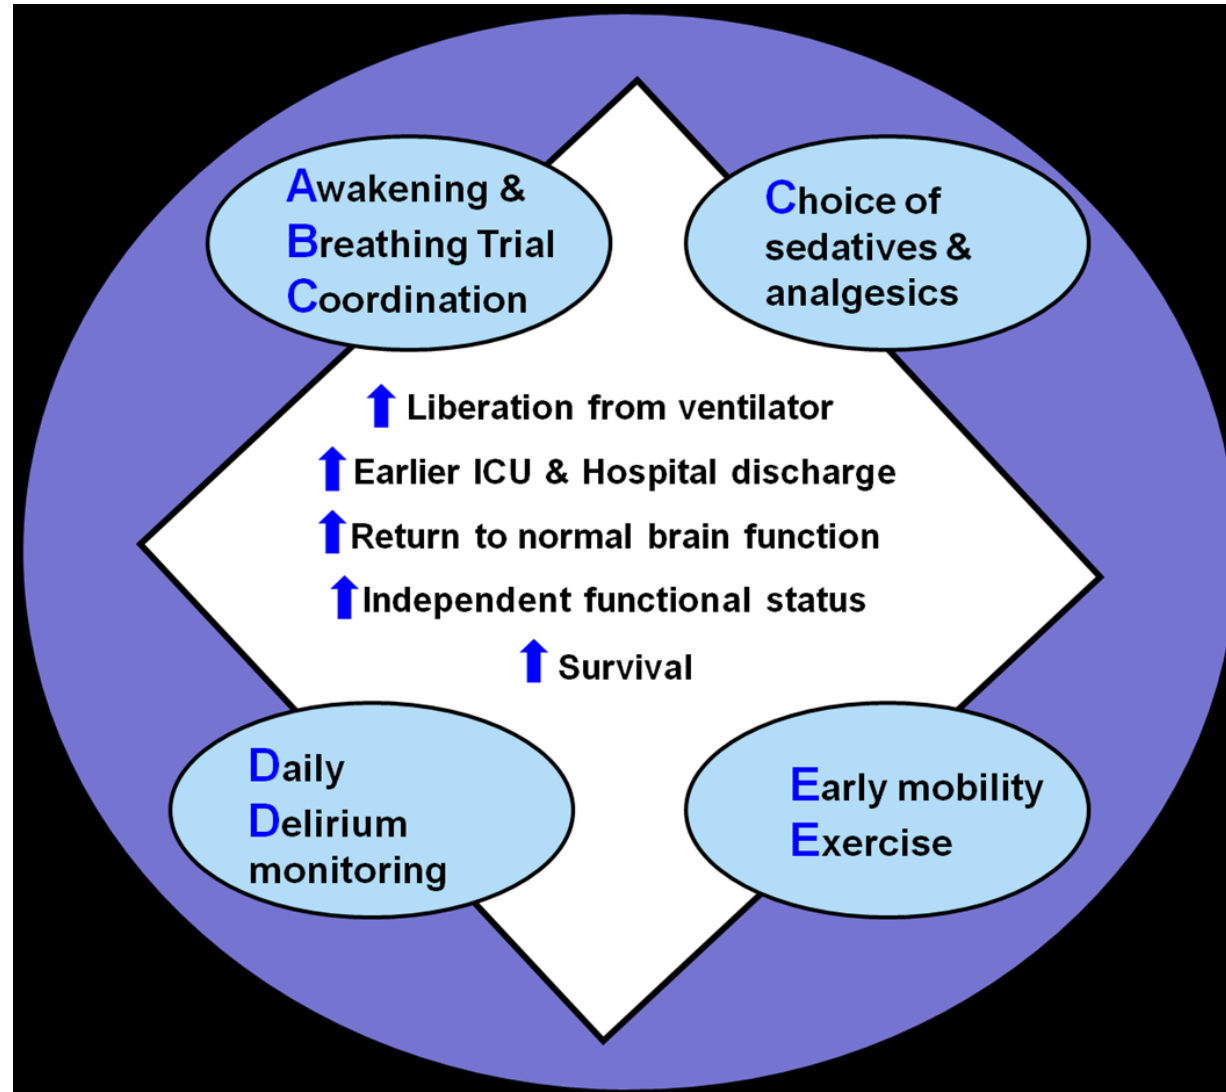 Awakening &
Breathing Trial
Coordination
Choice of
sedatives &
analgesics
Liberation from ventilator
Earlier ICU & Hospital discharge
Return to normal brain function
Independent functional status
Survival
Daily
Delirium
monitoring
Early mobility
Exercise